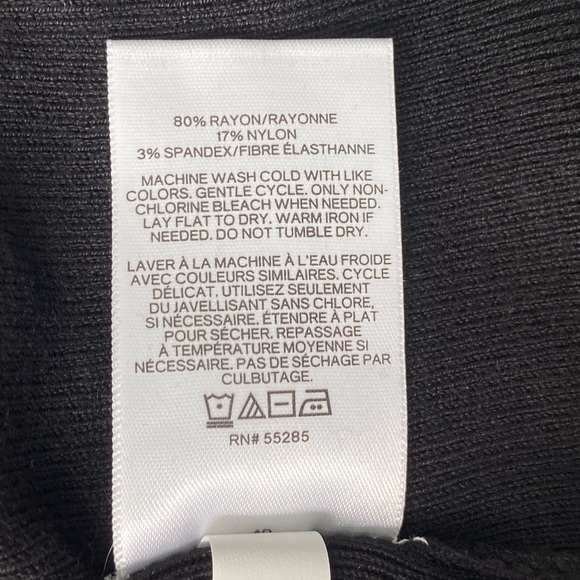 80% RAYON/RAYONNE
17% NYLON
3% SPANDEX/FIBRE ÉLASTHANNE
MACHINE WASH COLD WITH LIKE
COLORS. GENTLE CYCLE. ONLY NON-
CHLORINE BLEACH WHEN NEEDED.
LAY FLAT TO DRY. WARM IRON IF
NEEDED. DO NOT TUMBLE DRY.
LAVER À LA MACHINE À L'EAU FROIDE
AVEC COULEURS SIMILAIRES. CYCLE
DÉLICAT. UTILISEZ SEULEMENT
DU JAVELLISANT SANS CHLORE,
SI NÉCESSAIRE. ÉTENDRE À PLAT
POUR SÉCHER. REPASSAGE
À TEMPÉRATURE MOYENNE SI
NÉCESSAIRE. PAS DE SÉCHAGE PAR
CULBUTAGE.
RN# 55285